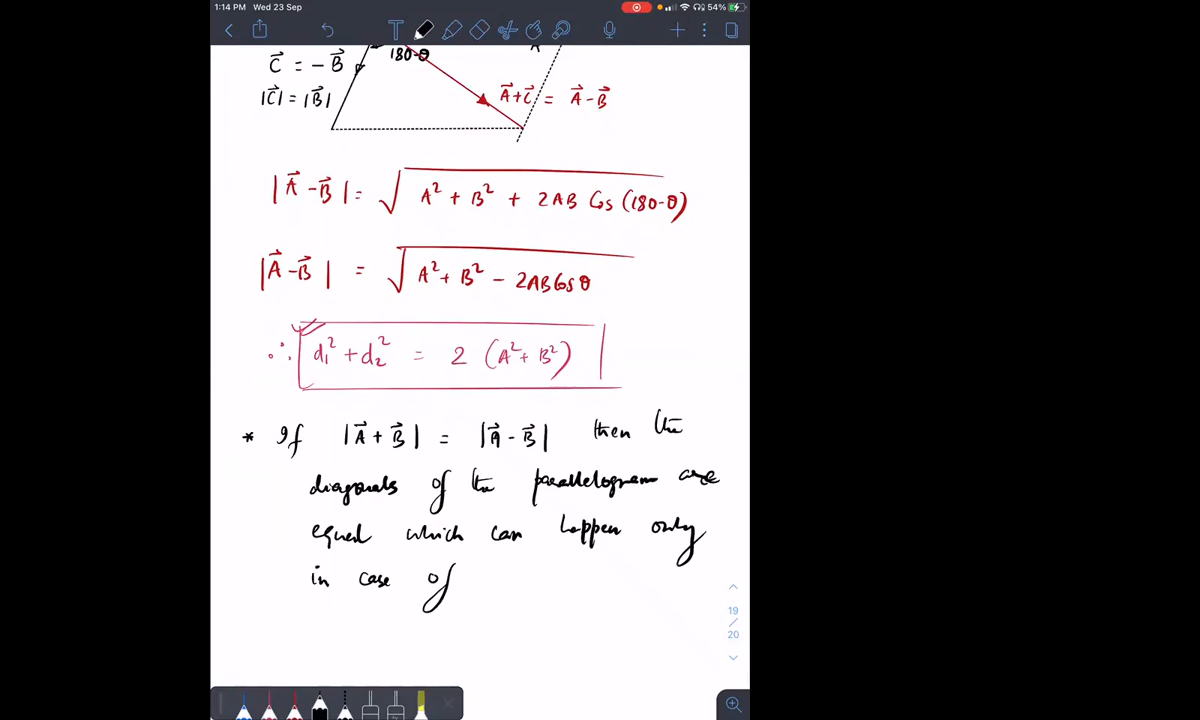 1:14 PM Wed 23 Sep
54%
T
C⃗ = − B⃗
180-θ
|C⃗| = |B⃗|
A⃗+C⃗ = A⃗-B⃗
|A⃗ -B⃗| = √(A² + B² + 2AB Cos (180-θ))
|A⃗ -B⃗| = √(A² + B² − 2ABCosθ)
∴ d₁² + d₂² = 2 (A² + B²)
* If |A⃗ + B⃗| = |A⃗ - B⃗| then the
diagonals of the parallelogram are
equal which can happen only
in case of
19
/
20